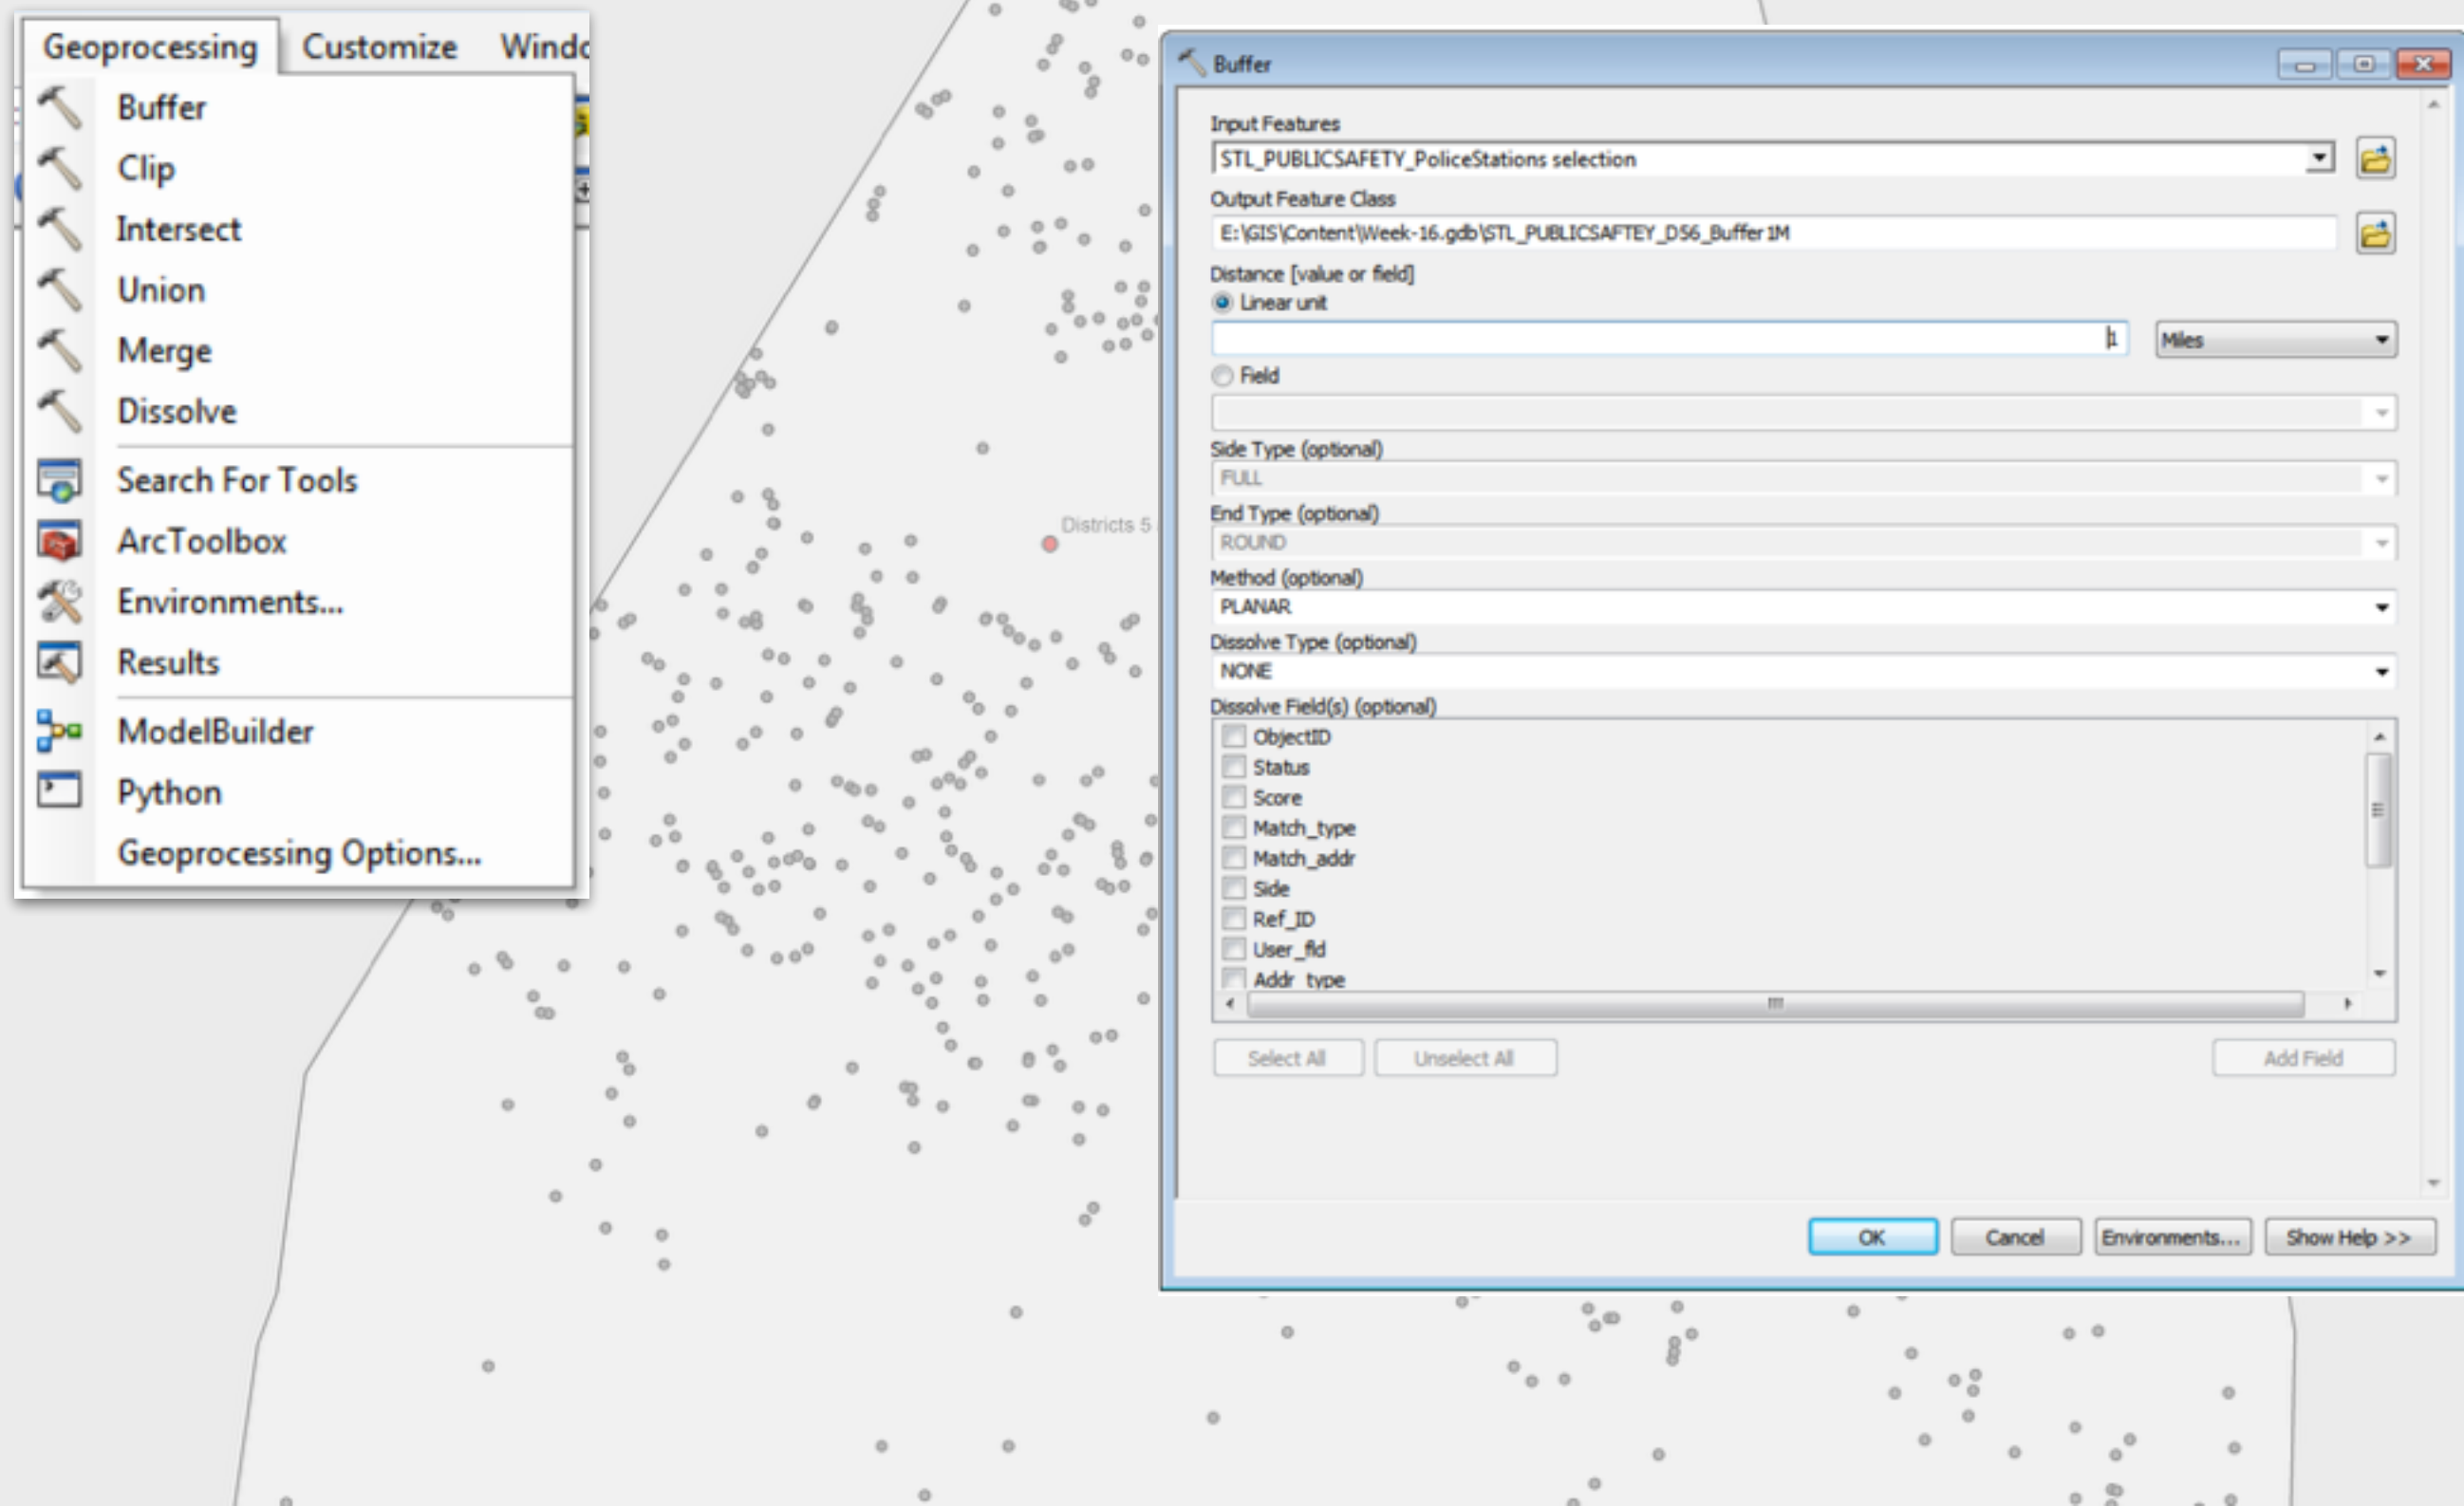 Geoprocessing Customize Windo
Buffer
Clip
Intersect
Union
Merge
Dissolve
Search For Tools
ArcToolbox
Environments...
Results
ModelBuilder
Python
Geoprocessing Options...
Districts 5
Buffer
Input Features
STL_PUBLICSAFETY_PoliceStations selection
Output Feature Class
E:\GIS\Content\Week-16.gdb\STL_PUBLICSAFTEY_D56_Buffer1M
Distance [value or field]
Linear unit
1 Miles
Field
Side Type (optional)
FULL
End Type (optional)
ROUND
Method (optional)
PLANAR
Dissolve Type (optional)
NONE
Dissolve Field(s) (optional)
ObjectID
Status
Score
Match_type
Match_addr
Side
Ref_ID
User_fld
Addr_type
Select All Unselect All Add Field
OK Cancel Environments... Show Help >>